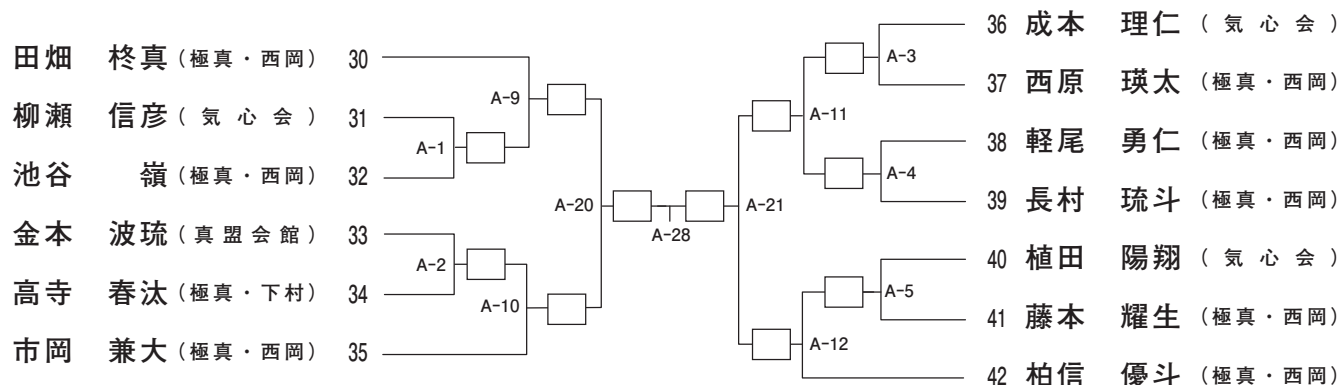 田畑 柊真（極真・西岡） 30
柳瀬 信彦（気心会） 31
池谷 嶺（極真・西岡） 32
金本 波琉（真盟会館） 33
高寺 春汰（極真・下村） 34
市岡 兼大（極真・西岡） 35
A-9
A-1
A-2
A-10
A-20
A-28
A-21
A-3
A-11
A-4
A-5
A-12
36 成本 理仁（気心会）
37 西原 瑛太（極真・西岡）
38 軽尾 勇仁（極真・西岡）
39 長村 琉斗（極真・西岡）
40 植田 陽翔（気心会）
41 藤本 耀生（極真・西岡）
42 柏信 優斗（極真・西岡）